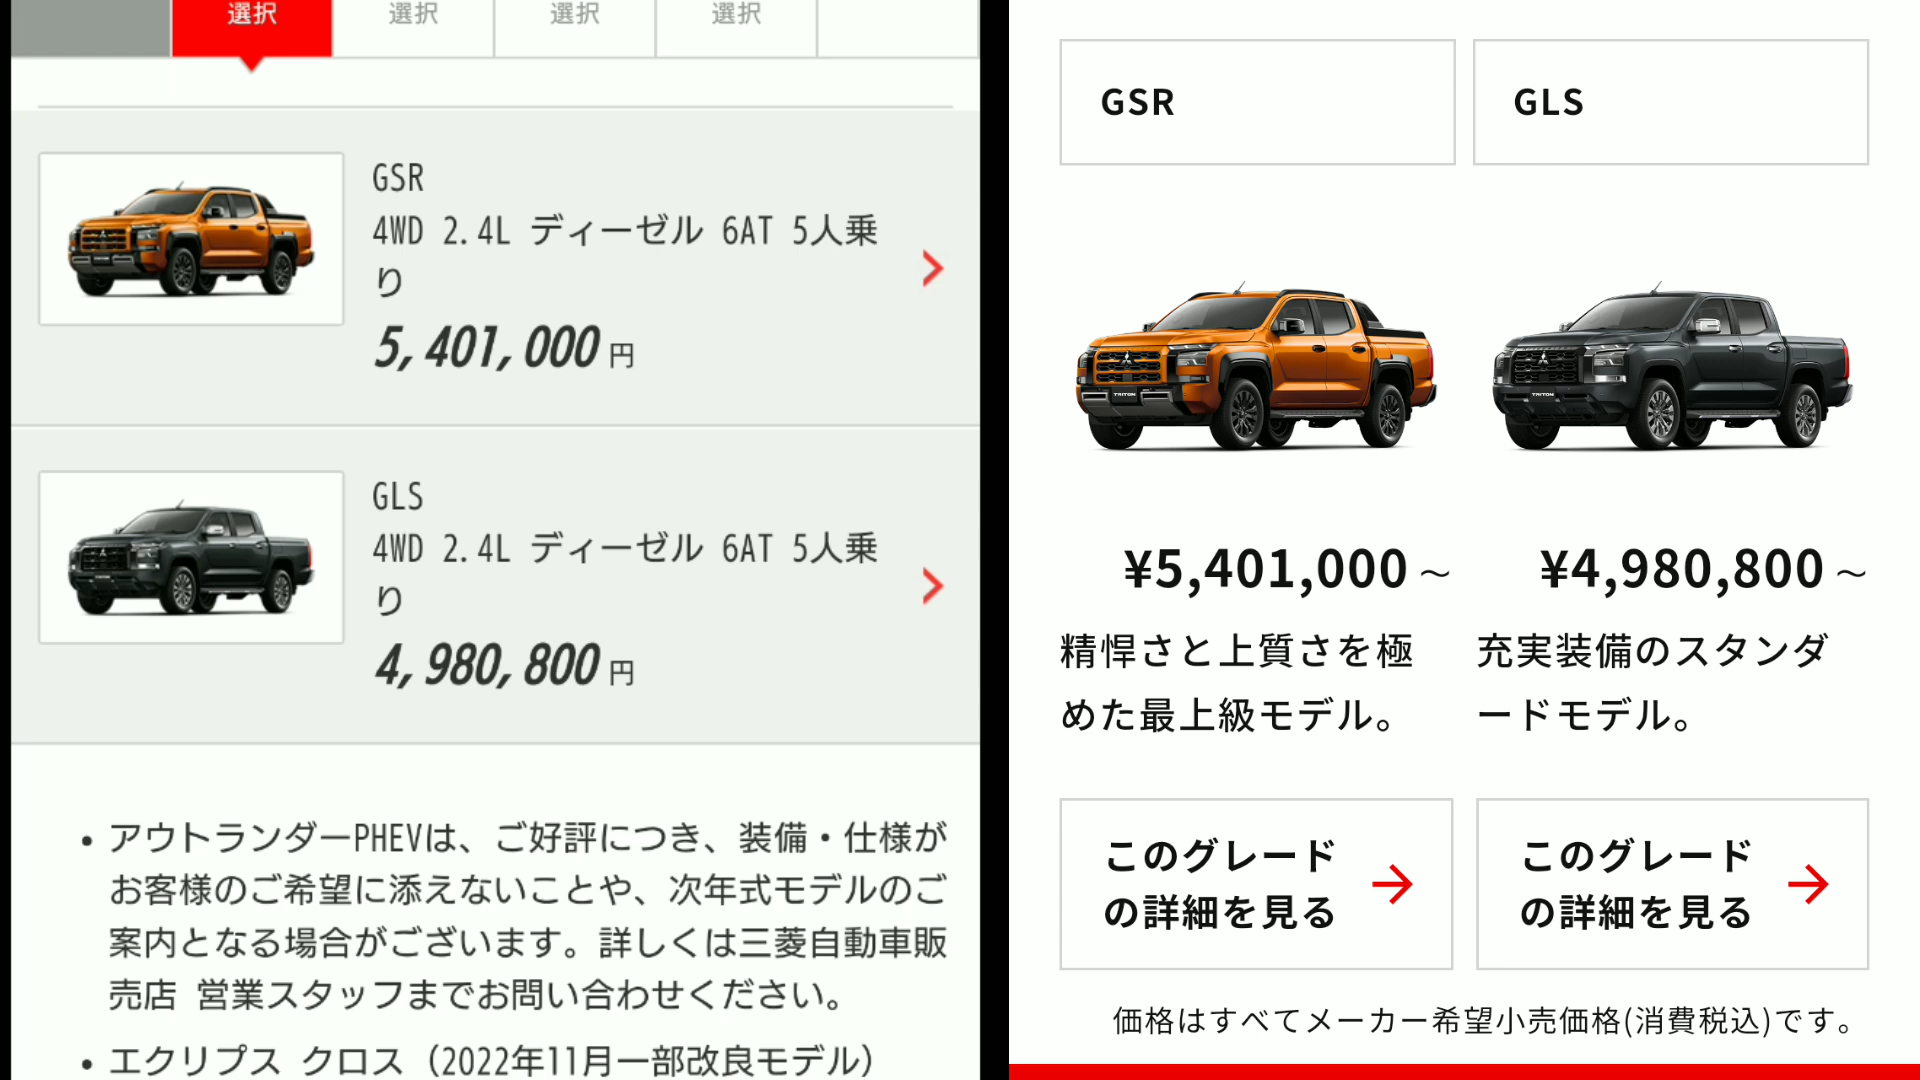 選択
選択
選択
選択
GSR
4WD 2.4L ディーゼル 6AT 5人乗
り
5,401,000 円
GLS
4WD 2.4L ディーゼル 6AT 5人乗
り
4,980,800 円
• アウトランダーPHEVは、ご好評につき、装備・仕様が
お客様のご希望に添えないことや、次年式モデルのご
案内となる場合がございます。詳しくは三菱自動車販
売店 営業スタッフまでお問い合わせください。
• エクリプス クロス（2022年11月一部改良モデル）
GSR
GLS
TRITON
TRITON
¥5,401,000～
¥4,980,800～
精悍さと上質さを極
めた最上級モデル。
充実装備のスタンダ
ードモデル。
このグレード
の詳細を見る
このグレード
の詳細を見る
価格はすべてメーカー希望小売価格(消費税込)です。